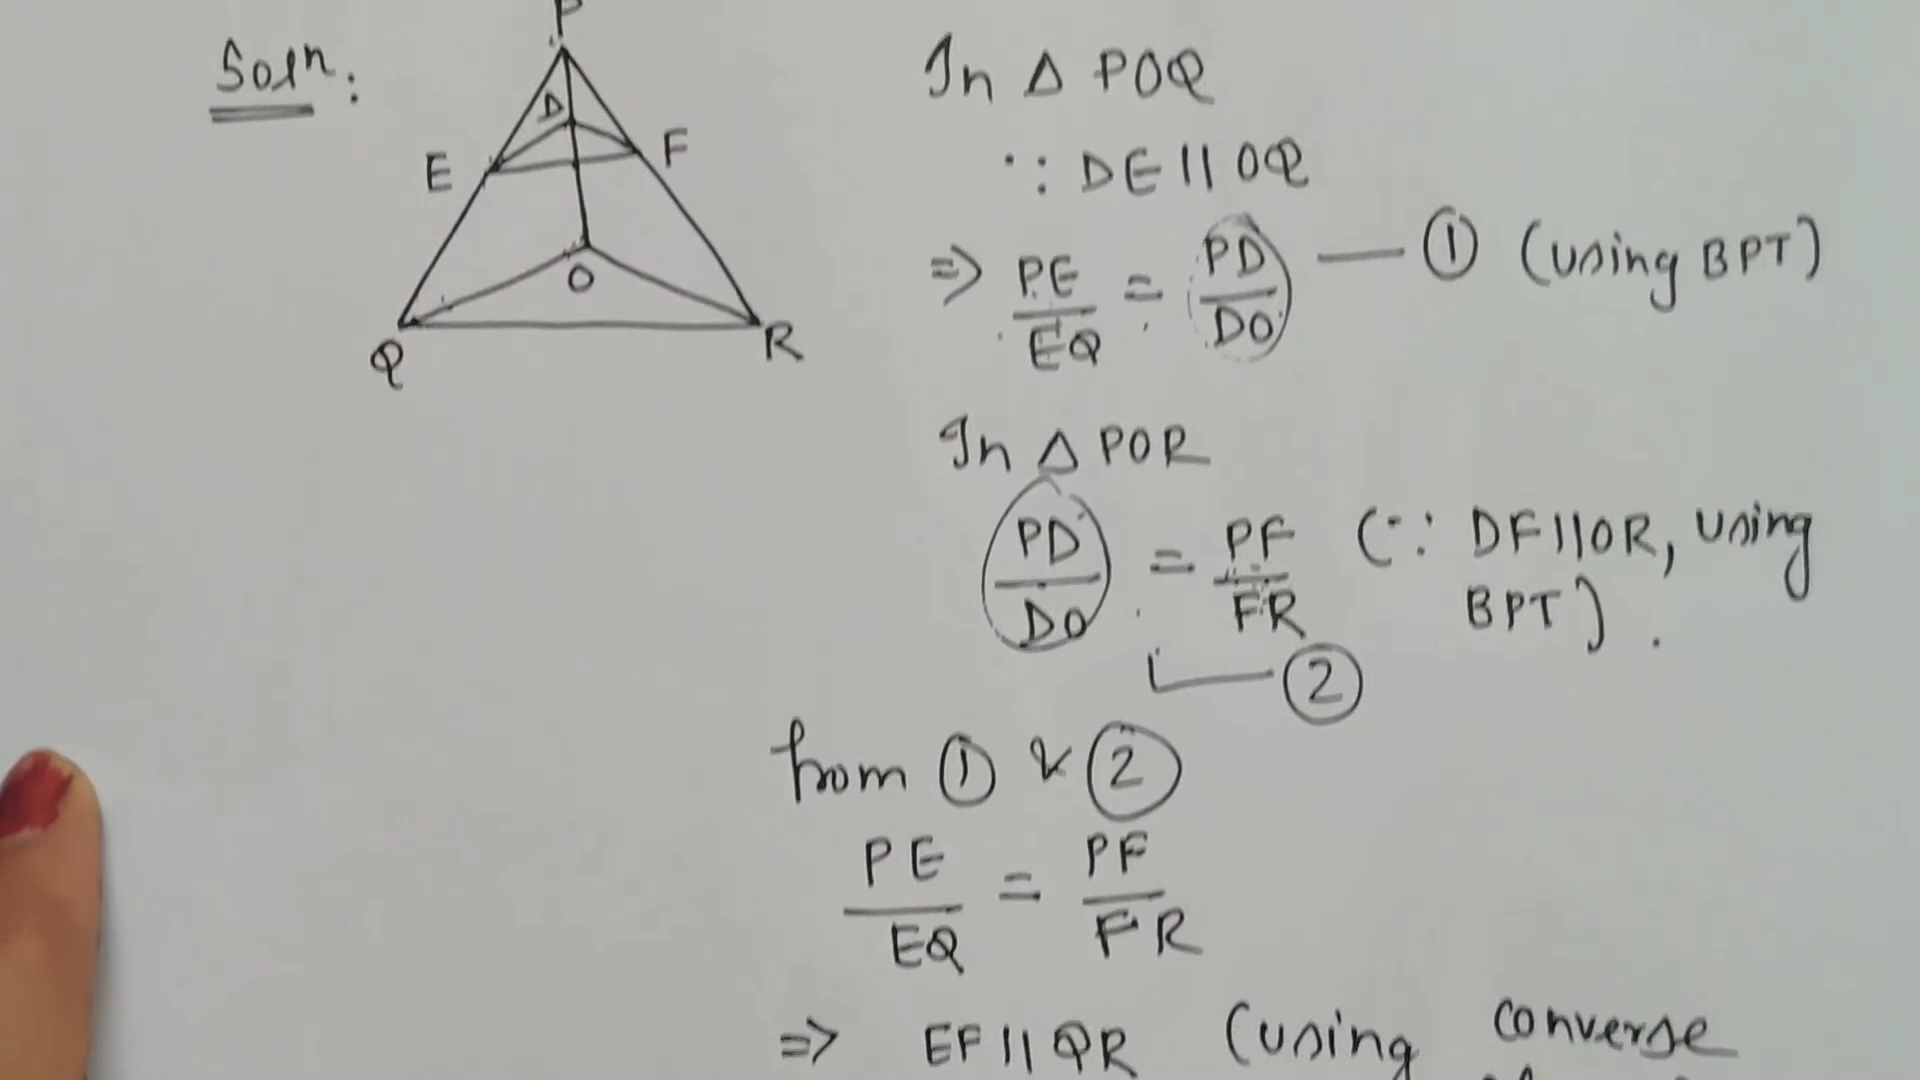 Soln:
P
D
E
F
O
Q
R
In Δ POQ
∵ DE || OQ
⇒ PE/EQ = PD/DO — ① (using BPT)
In Δ POR
PD/DO = PF/FR (∵ DF||OR, using
BPT).
②
from ① & ②
PE/EQ = PF/FR
⇒ EF || QR (using converse